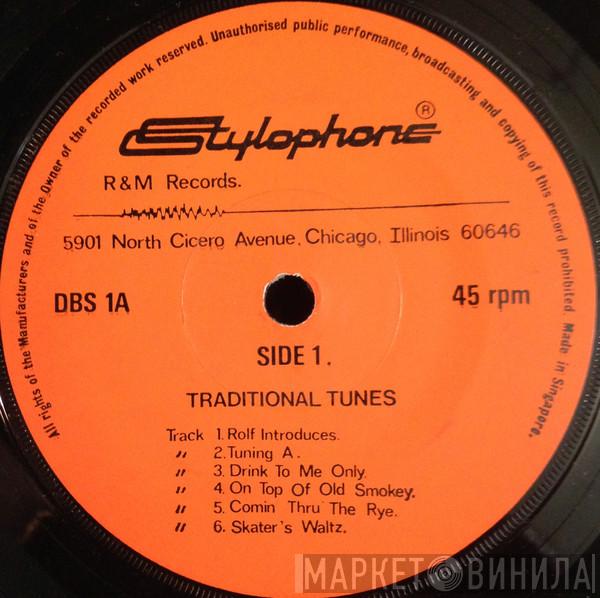 All rights of the Manufacturers and of the Owner of the recorded work reserved. Unauthorised public performance, broadcasting and copying of this record prohibited. Made in Singapore.
Stylophone ®
R & M Records.
5901 North Cicero Avenue, Chicago, Illinois 60646
DBS 1A
45 rpm
SIDE 1.
TRADITIONAL TUNES
Track 1. Rolf Introduces.
" 2. Tuning A.
" 3. Drink To Me Only.
" 4. On Top Of Old Smokey.
" 5. Comin Thru The Rye.
" 6. Skater's Waltz.
МАРКЕТ ВИНИЛА